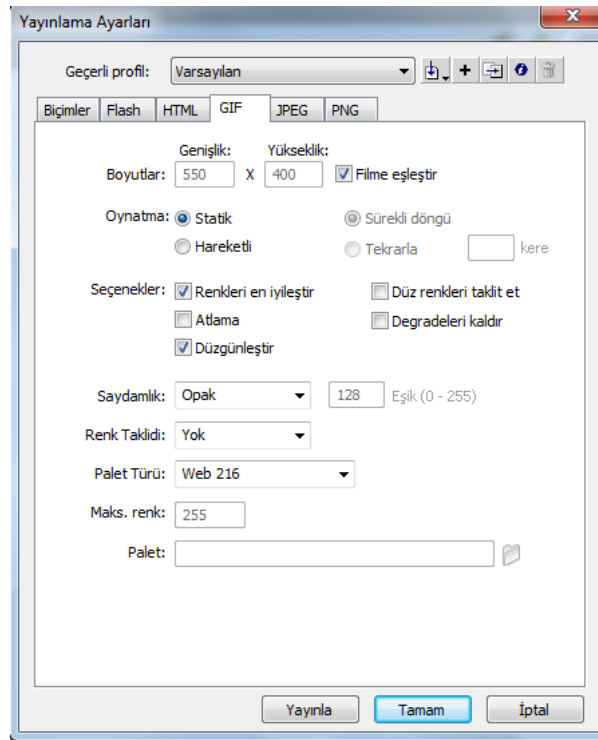 Yayınlama Ayarları
Geçerli profil: Varsayılan
Biçimler Flash HTML GIF JPEG PNG
Genişlik: Yükseklik:
Boyutlar: 550 X 400 Filme eşleştir
Oynatma: Statik Sürekli döngü
Hareketli Tekrarla kere
Seçenekler: Renkleri en iyileştir Düz renkleri taklit et
Atlama Degradeleri kaldır
Düzgünleştir
Saydamlık: Opak 128 Eşik (0 - 255)
Renk Taklidi: Yok
Palet Türü: Web 216
Maks. renk: 255
Palet:
Yayınla Tamam İptal